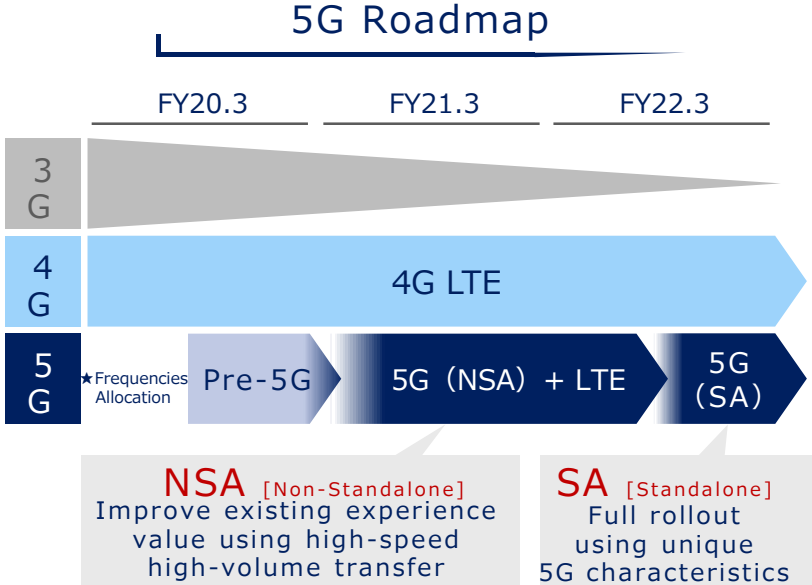 5G Roadmap
FY20.3
FY21.3
FY22.3
3
G
4
G
4G LTE
5
G
★Frequencies
Allocation
Pre-5G
5G（NSA）+ LTE
5G
（SA）
NSA [Non-Standalone]
Improve existing experience
value using high-speed
high-volume transfer
SA [Standalone]
Full rollout
using unique
5G characteristics